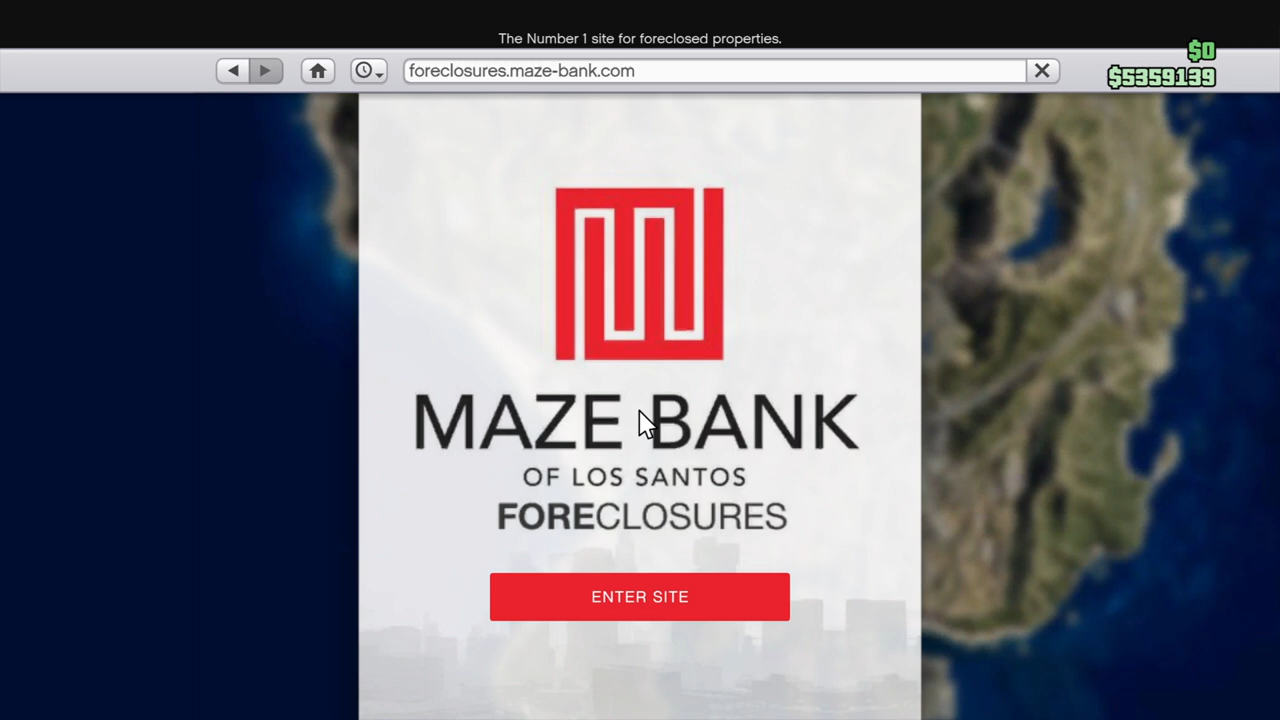 The Number 1 site for foreclosed properties.
foreclosures.maze-bank.com
$0
$5359139
MAZE BANK
OF LOS SANTOS
FORECLOSURES
ENTER SITE